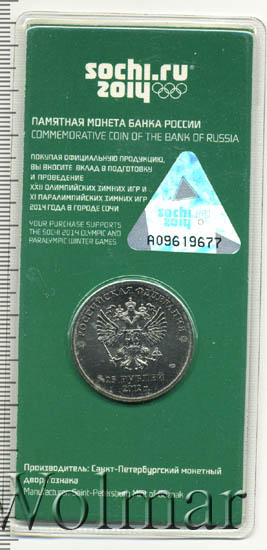 sochi.ru
2014
ПАМЯТНАЯ МОНЕТА БАНКА РОССИИ
COMMEMORATIVE COIN OF THE BANK OF RUSSIA
ПОКУПАЯ ОФИЦИАЛЬНУЮ ПРОДУКЦИЮ,
ВЫ ВНОСИТЕ ВКЛАД В ПОДГОТОВКУ
И ПРОВЕДЕНИЕ
XXII ОЛИМПИЙСКИХ ЗИМНИХ ИГР И
XI ПАРАЛИМПИЙСКИХ ЗИМНИХ ИГР
2014 ГОДА В ГОРОДЕ СОЧИ
YOUR PURCHASE SUPPORTS
THE SOCHI 2014 OLYMPIC AND
PARALYMPIC WINTER GAMES
sochi.ru
2014
A09619677
РОССИЙСКАЯ ФЕДЕРАЦИЯ
25 РУБЛЕЙ
2012 г.
Производитель: Санкт-Петербургский монетный
двор Гознака
Manufacturer: Saint-Petersburg Mint of Goznak
Wolmar